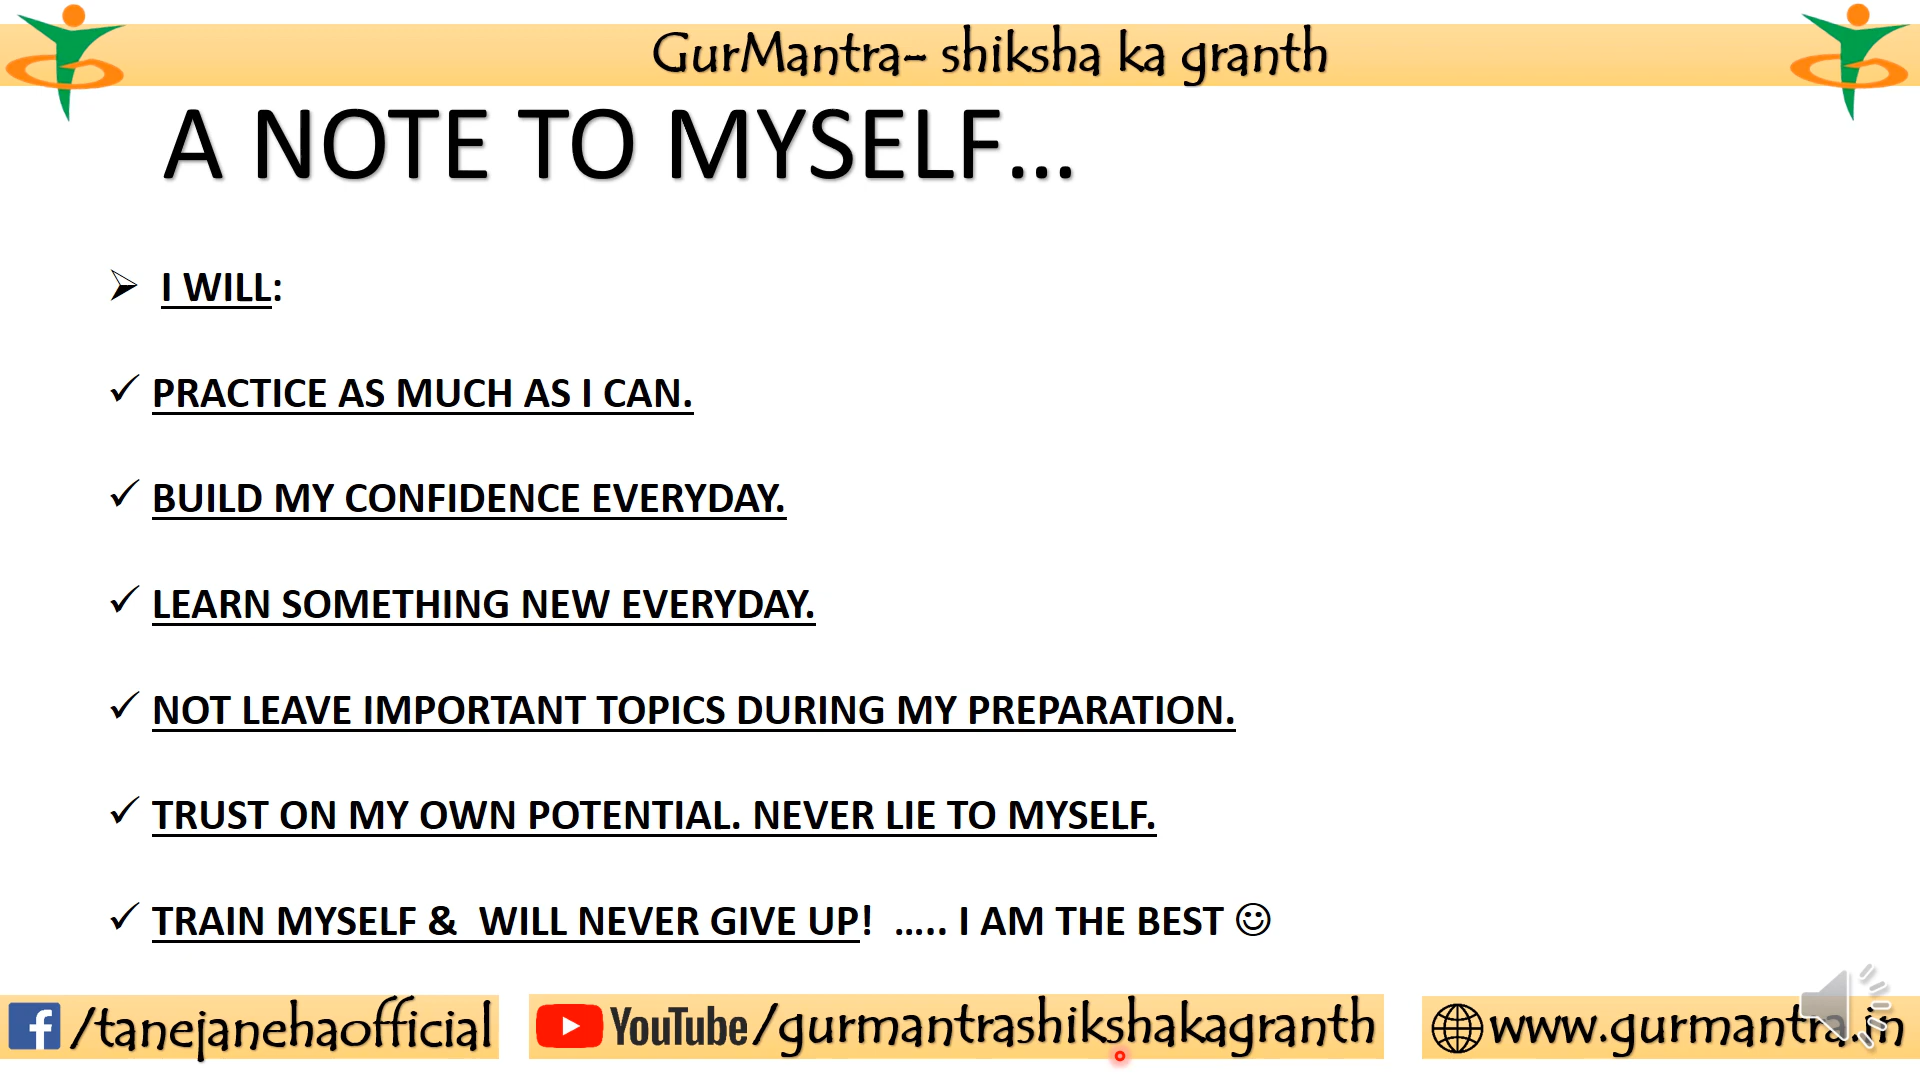 GurMantra- shiksha ka granth
A NOTE TO MYSELF...
I WILL:
PRACTICE AS MUCH AS I CAN.
BUILD MY CONFIDENCE EVERYDAY.
LEARN SOMETHING NEW EVERYDAY.
NOT LEAVE IMPORTANT TOPICS DURING MY PREPARATION.
TRUST ON MY OWN POTENTIAL. NEVER LIE TO MYSELF.
TRAIN MYSELF & WILL NEVER GIVE UP! ..... I AM THE BEST ☺
/tanejanehaofficial
YouTube/gurmantrashikshakagranth
www.gurmantra.in